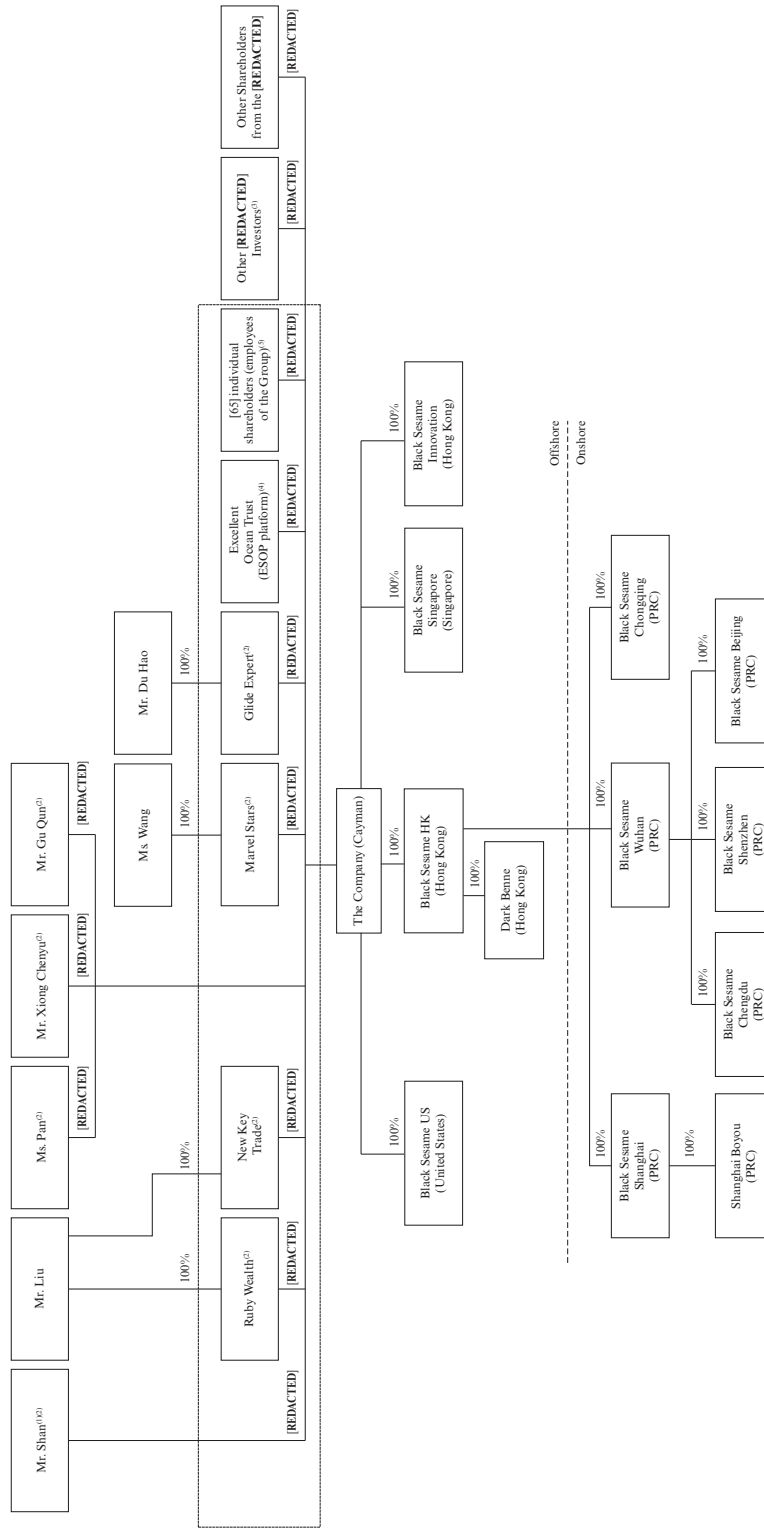 Mr. Shan(1)(2)
Mr. Liu
Ms. Pan(2)
Mr. Xiong Chenyu(2)
Mr. Gu Qun(2)
[REDACTED]
[REDACTED]
[REDACTED]
Ms. Wang
Mr. Du Hao
100%
100%
100%
100%
Ruby Wealth(2)
New Key
Trade(2)
Marvel Stars(2)
Glide Expert(2)
Excellent
Ocean Trust
(ESOP platform)(4)
[65] individual
shareholders (employees
of the Group)(5)
Other [REDACTED]
Investors(3)
Other Shareholders
from the [REDACTED]
[REDACTED]
[REDACTED]
[REDACTED]
[REDACTED]
[REDACTED]
[REDACTED]
[REDACTED]
[REDACTED]
[REDACTED]
The Company (Cayman)
100%
100%
100%
100%
Black Sesame US
(United States)
Black Sesame HK
(Hong Kong)
Black Sesame
Singapore
(Singapore)
Black Sesame
Innovation
(Hong Kong)
100%
Dark Benne
(Hong Kong)
Offshore
Onshore
100%
100%
100%
Black Sesame
Shanghai
(PRC)
Black Sesame
Wuhan
(PRC)
Black Sesame
Chongqing
(PRC)
100%
100%
100%
100%
Shanghai Boyou
(PRC)
Black Sesame
Chengdu
(PRC)
Black Sesame
Shenzhen
(PRC)
Black Sesame Beijing
(PRC)